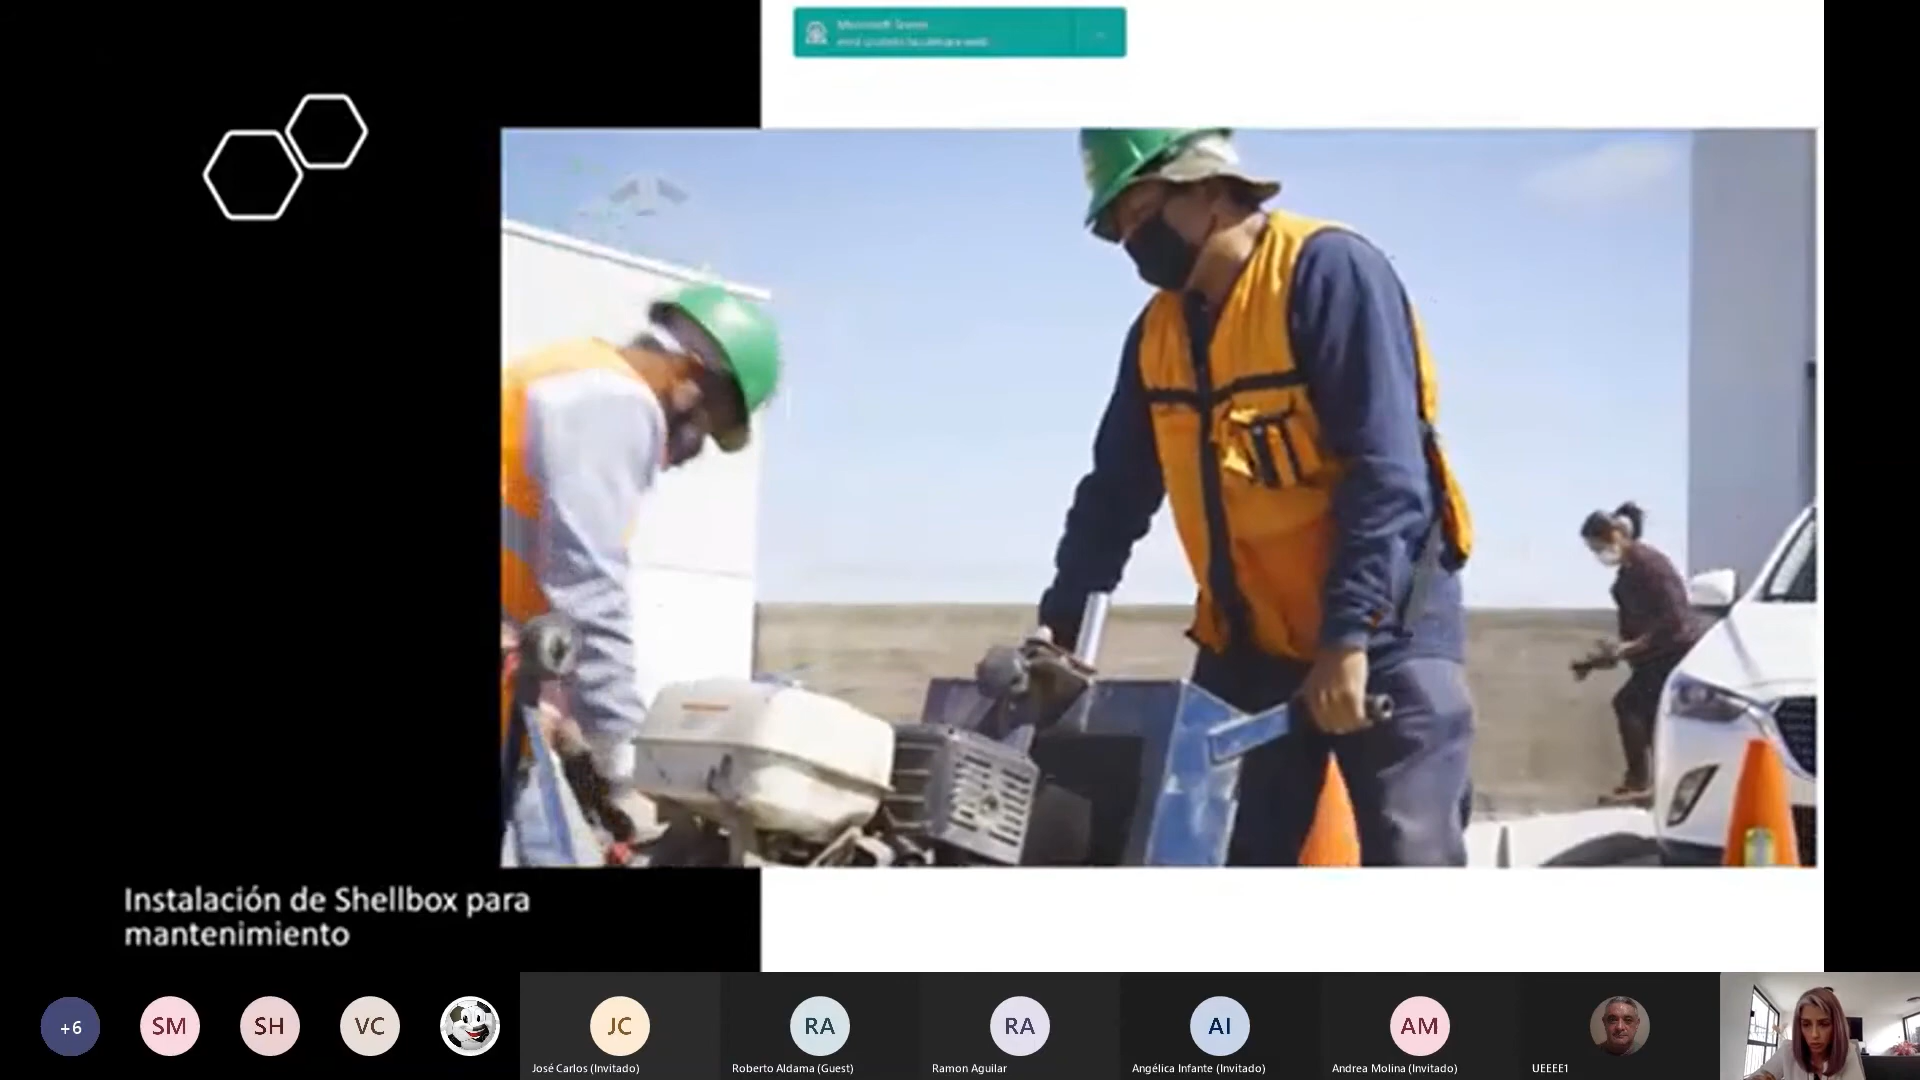 Instalación de Shellbox para
mantenimiento
+6
SM
SH
VC
JC
José Carlos (Invitado)
RA
Roberto Aldama (Guest)
RA
Ramon Aguilar
AI
Angélica Infante (Invitado)
AM
Andrea Molina (Invitado)
UEEEE1